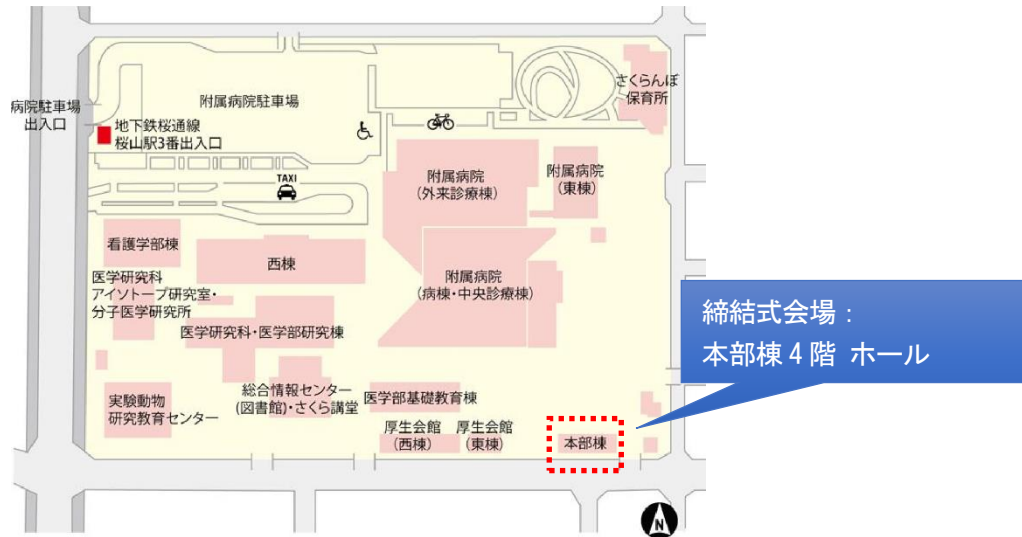 さくらんぼ
保育所
病院駐車場
出入口
附属病院駐車場
地下鉄桜通線
桜山駅3番出入口
附属病院
(外来診療棟)
附属病院
(東棟)
TAXI
看護学部棟
西棟
医学研究科
アイソトープ研究室・
分子医学研究所
附属病院
(病棟・中央診療棟)
締結式会場:
本部棟4階 ホール
医学研究科・医学部研究棟
実験動物
研究教育センター
総合情報センター
(図書館)・さくら講堂
医学部基礎教育棟
厚生会館
(西棟)
厚生会館
(東棟)
本部棟
N